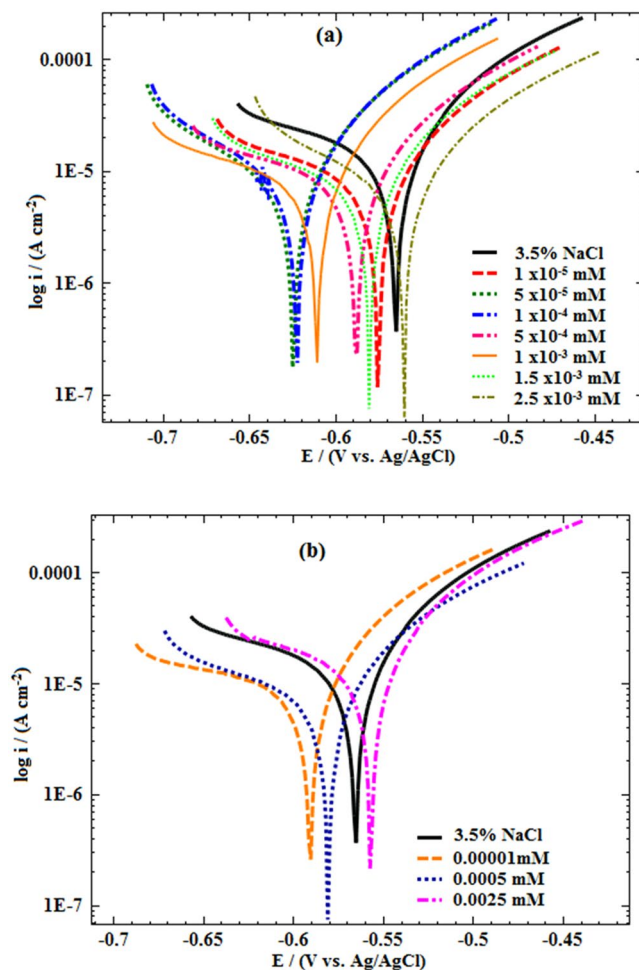 (a)
0.0001
1E-5
1E-6
1E-7
log i / (A cm⁻²)
3.5% NaCl
1 x10⁻⁵ mM
5 x10⁻⁵ mM
1 x10⁻⁴ mM
5 x10⁻⁴ mM
1 x10⁻³ mM
1.5 x10⁻³ mM
2.5 x10⁻³ mM
-0.7 -0.65 -0.6 -0.55 -0.5 -0.45
E / (V vs. Ag/AgCl)
(b)
0.0001
1E-5
1E-6
1E-7
log i / (A cm⁻²)
3.5% NaCl
0.00001mM
0.0005 mM
0.0025 mM
-0.7 -0.65 -0.6 -0.55 -0.5 -0.45
E / (V vs. Ag/AgCl)